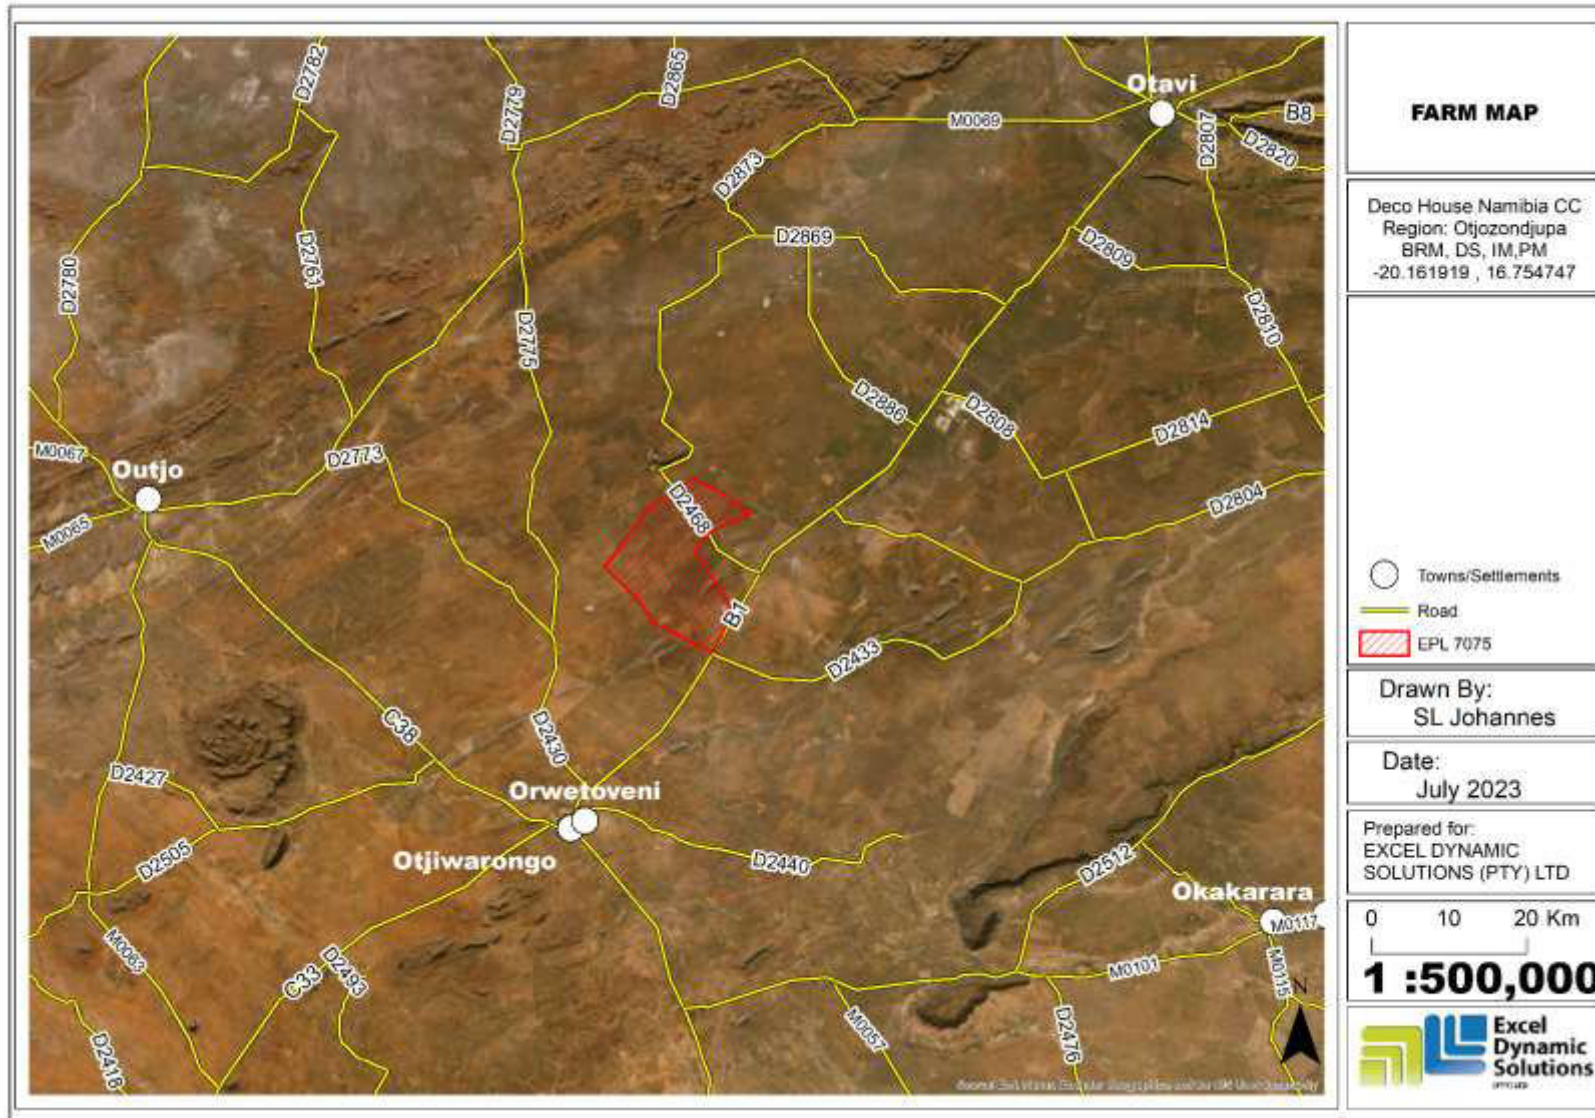 D2782
D2865
D2779
Otavi
B8
M0069
D2807
D2820
D2873
D2869
D2809
D2780
D2761
D2775
D2810
D2886
D2808
D2814
M0067
D2773
Outjo
D2804
M0065
D2468
B1
D2433
C38
D2430
D2427
Orwetoveni
D2505
Otjiwarongo
D2440
D2512
Okakarara
M0117
M0063
D2493
C33
M0101
M0115
N
M0057
D2476
D2416
FARM MAP
Deco House Namibia CC
Region: Otjozondjupa
BRM, DS, IM,PM
-20.161919 , 16.754747
Towns/Settlements
Road
EPL 7075
Drawn By:
SL Johannes
Date:
July 2023
Prepared for:
EXCEL DYNAMIC
SOLUTIONS (PTY) LTD
0 10 20 Km
1 :500,000
Excel
Dynamic
Solutions